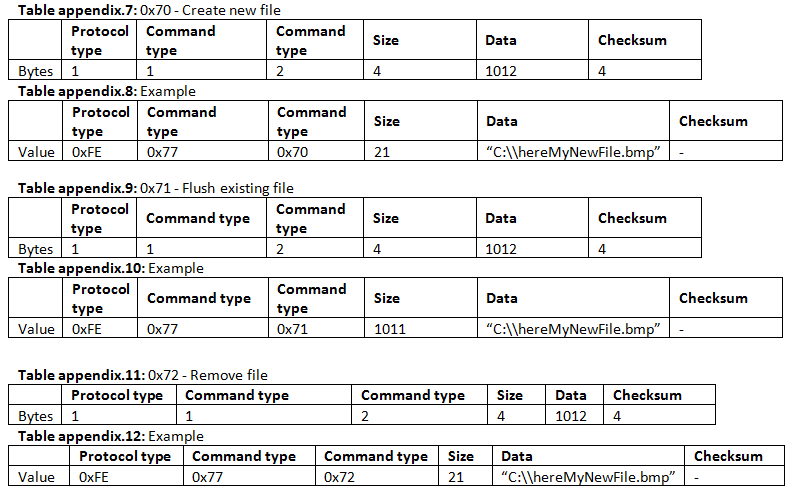 Table appendix.7: 0x70 - Create new file
Protocol type Command type Command type Size Data Checksum
Bytes 1 1 2 4 1012 4
Table appendix.8: Example
Protocol type Command type Command type Size Data Checksum
Value 0xFE 0x77 0x70 21 “C:\\hereMyNewFile.bmp” -
Table appendix.9: 0x71 - Flush existing file
Protocol type Command type Command type Size Data Checksum
Bytes 1 1 2 4 1012 4
Table appendix.10: Example
Protocol type Command type Command type Size Data Checksum
Value 0xFE 0x77 0x71 1011 “C:\\hereMyNewFile.bmp” -
Table appendix.11: 0x72 - Remove file
Protocol type Command type Command type Size Data Checksum
Bytes 1 1 2 4 1012 4
Table appendix.12: Example
Protocol type Command type Command type Size Data Checksum
Value 0xFE 0x77 0x72 21 “C:\\hereMyNewFile.bmp” -